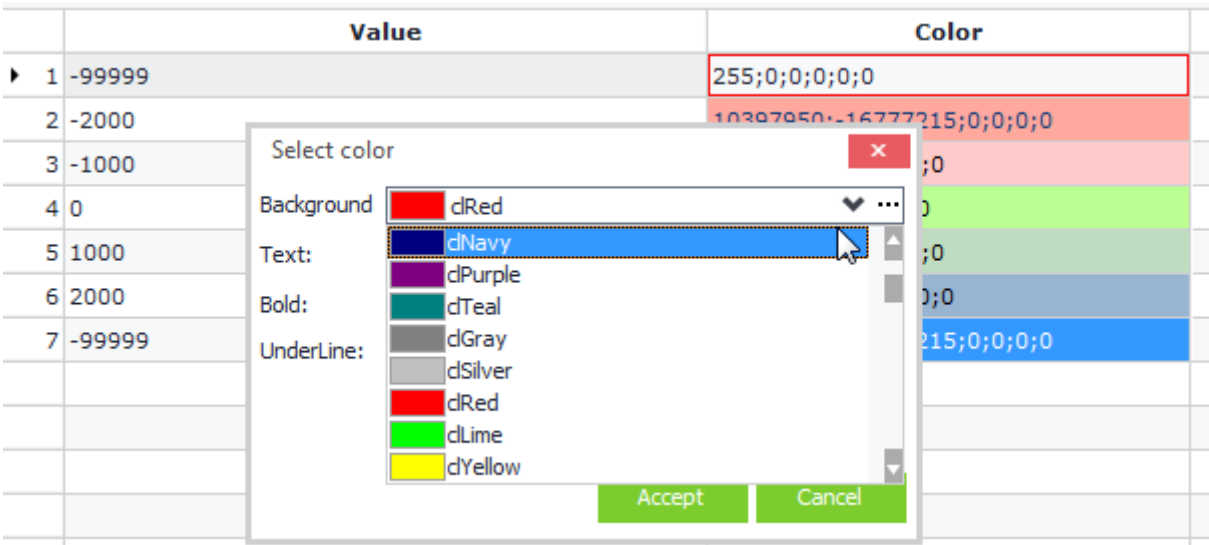 Value Color
1 -99999 255;0;0;0;0;0
2 -2000 10397950;-16777215;0;0;0;0
Select color ×
3 -1000 ;0
Background clRed ...
4 0 0
clNavy
5 1000 Text: ;0
clPurple
6 2000 Bold: clTeal 0;0
7 -99999 clGray 215;0;0;0;0
UnderLine:
clSilver
clRed
clLime
clYellow
Accept Cancel